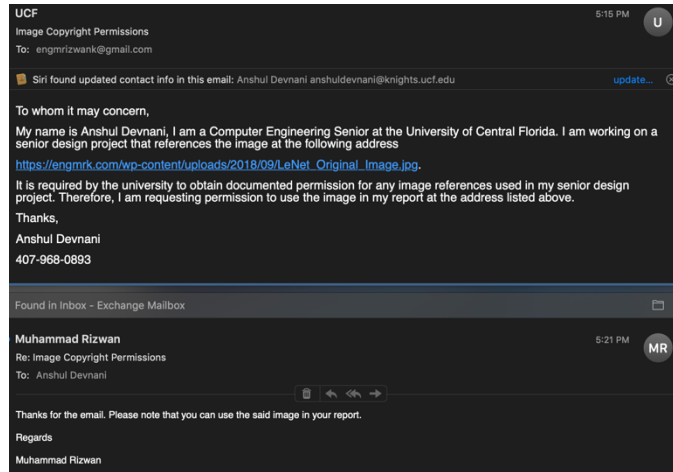 UCF
5:15 PM
U
Image Copyright Permissions
To: engmrizwank@gmail.com
Siri found updated contact info in this email: Anshul Devnani anshuldevnani@knights.ucf.edu
update...
To whom it may concern,
My name is Anshul Devnani, I am a Computer Engineering Senior at the University of Central Florida. I am working on a
senior design project that references the image at the following address
https://engmrk.com/wp-content/uploads/2018/09/LeNet_Original_Image.jpg.
It is required by the university to obtain documented permission for any image references used in my senior design
project. Therefore, I am requesting permission to use the image in my report at the address listed above.
Thanks,
Anshul Devnani
407-968-0893
Found in Inbox - Exchange Mailbox
Muhammad Rizwan
5:21 PM
MR
Re: Image Copyright Permissions
To: Anshul Devnani
Thanks for the email. Please note that you can use the said image in your report.
Regards
Muhammad Rizwan